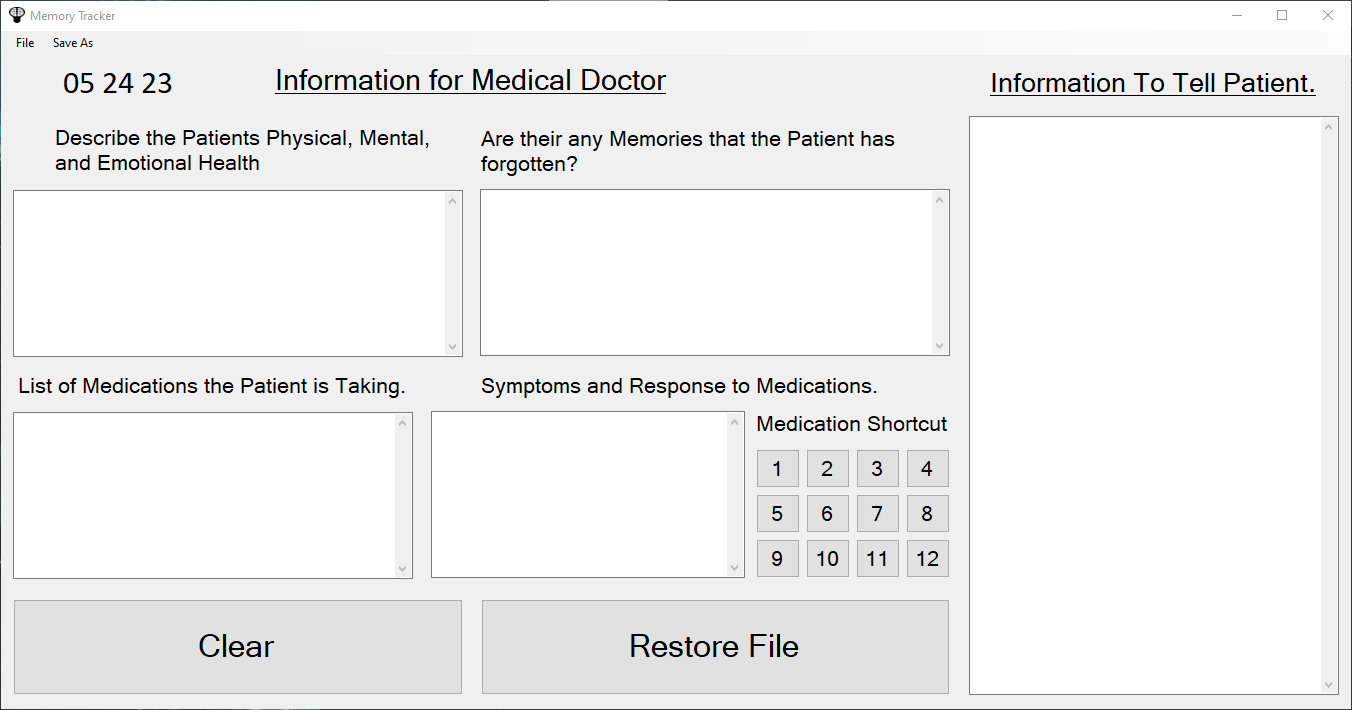 Memory Tracker
File Save As
05 24 23
Information for Medical Doctor
Information To Tell Patient.
Describe the Patients Physical, Mental,
and Emotional Health
Are their any Memories that the Patient has
forgotten?
List of Medications the Patient is Taking.
Symptoms and Response to Medications.
Medication Shortcut
1 2 3 4
5 6 7 8
9 10 11 12
Clear
Restore File